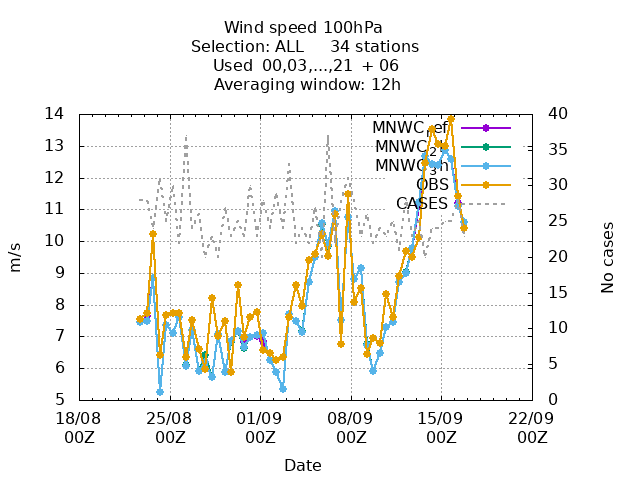 Wind speed 100hPa
Selection: ALL 34 stations
Used 00,03,...,21 + 06
Averaging window: 12h
m/s
14
13
12
11
10
9
8
7
6
5
40
35
30
25
20
15
10
5
0
No cases
MNWC_ref
MNWC_2h
MNWC_3h
OBS
CASES
18/08 25/08 01/09 08/09 15/09 22/09
00Z 00Z 00Z 00Z 00Z 00Z
Date